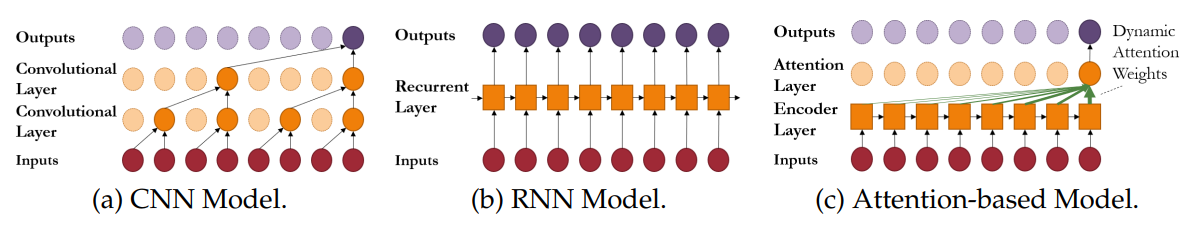 Outputs
Convolutional
Layer
Convolutional
Layer
Inputs
(a) CNN Model.
Outputs
Recurrent
Layer
Inputs
(b) RNN Model.
Outputs
Attention
Layer
Encoder
Layer
Inputs
Dynamic
Attention
Weights
(c) Attention-based Model.